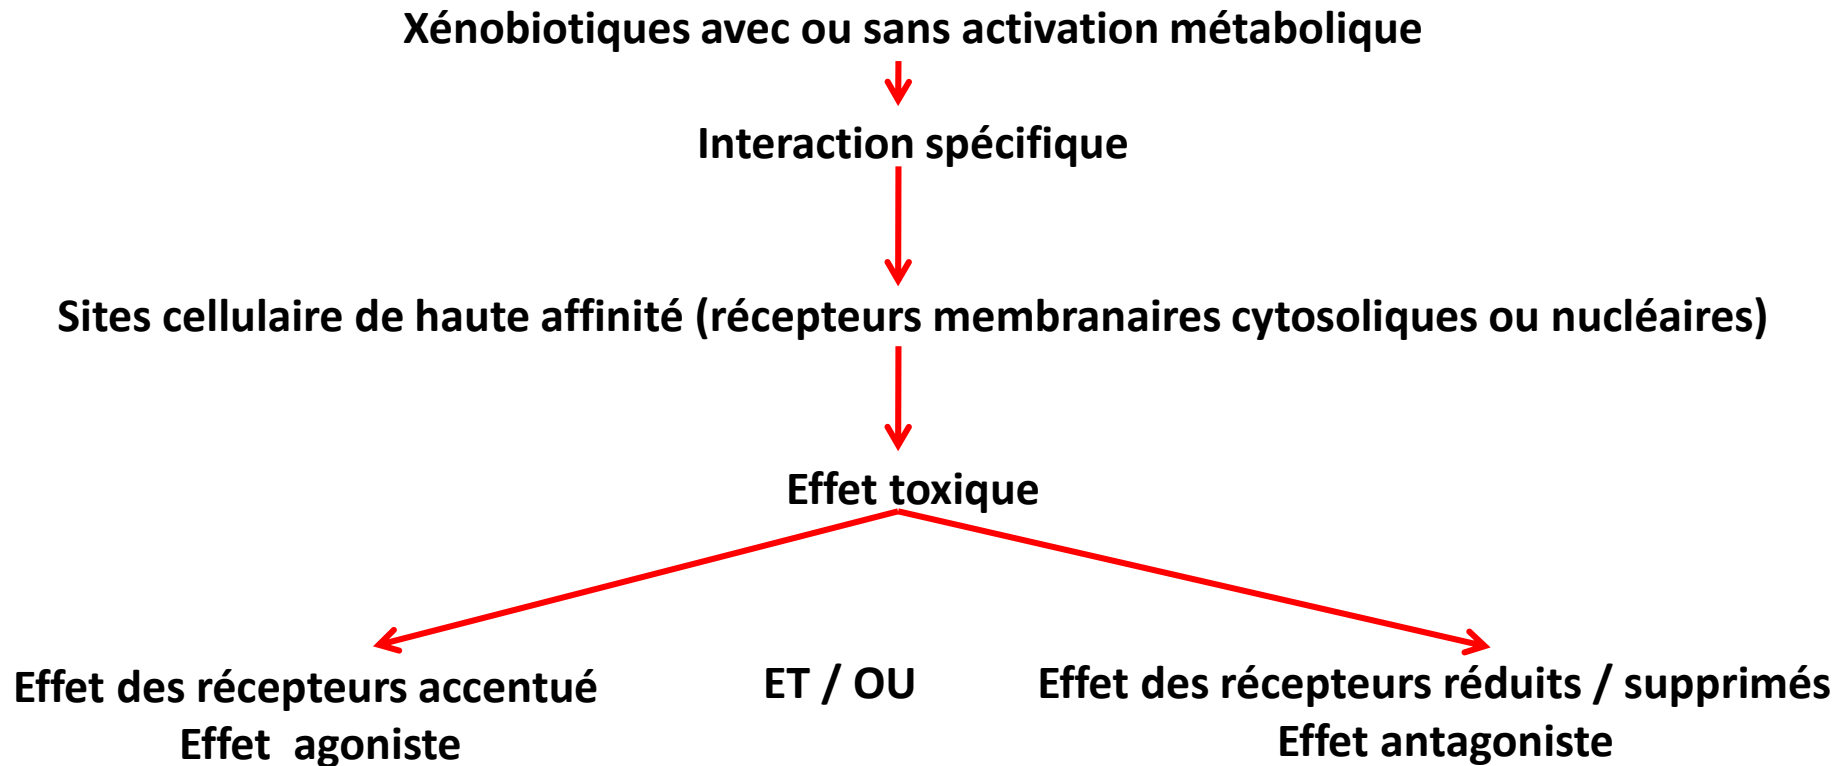 Xénobiotiques avec ou sans activation métabolique
Interaction spécifique
Sites cellulaire de haute affinité (récepteurs membranaires cytosoliques ou nucléaires)
Effet toxique
Effet des récepteurs accentué
Effet agoniste
ET / OU
Effet des récepteurs réduits / supprimés
Effet antagoniste